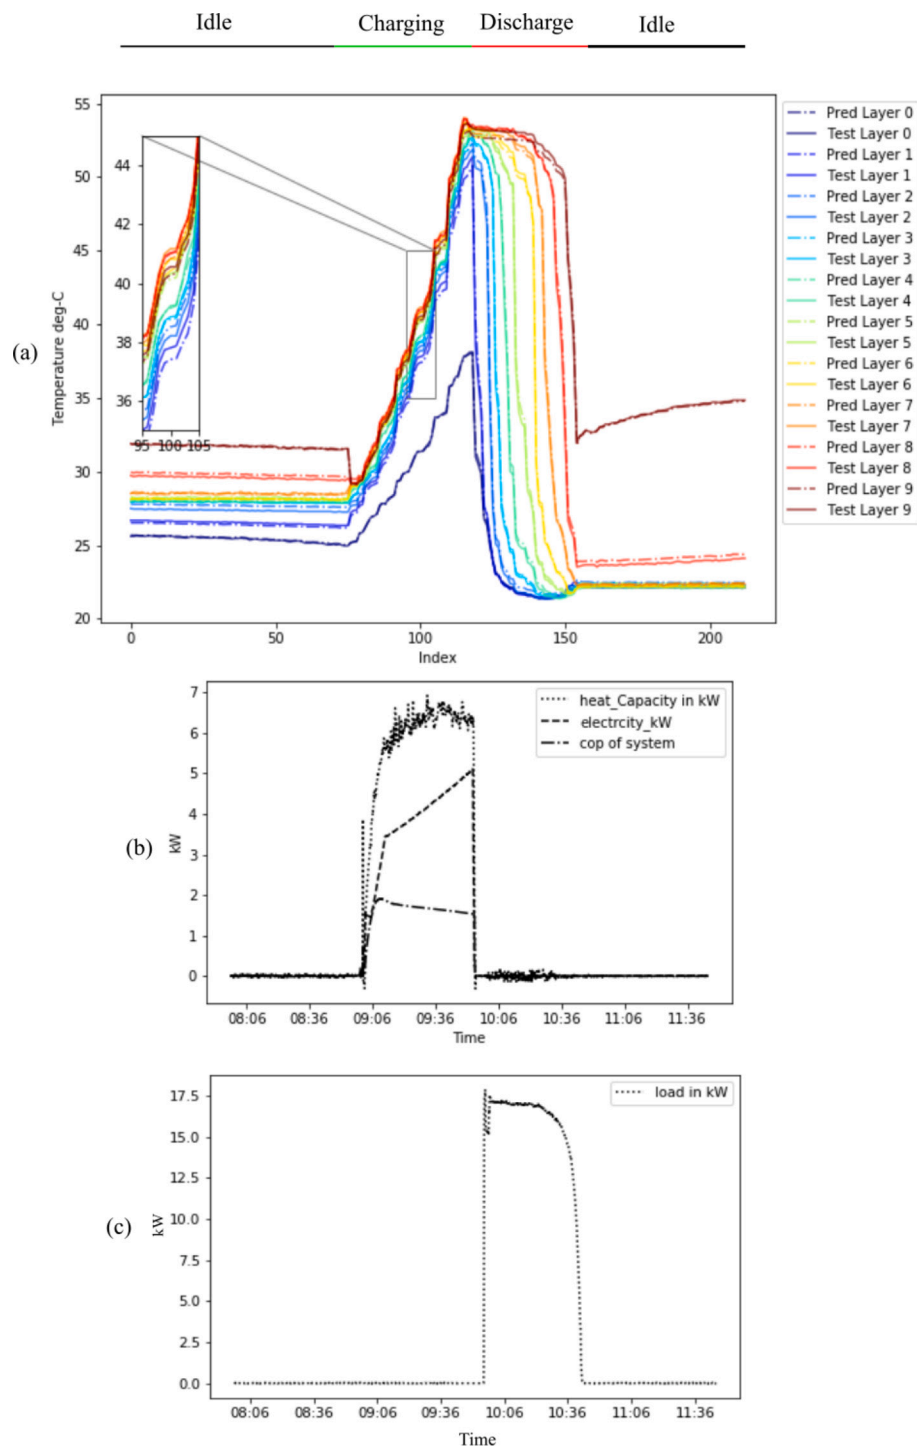 Idle Charging Discharge Idle
(a)
Temperature deg-C
55
50
45
40
35
30
25
20
44
42
40
38
36
95 100 105
0 50 100 150 200
Index
Pred Layer 0
Test Layer 0
Pred Layer 1
Test Layer 1
Pred Layer 2
Test Layer 2
Pred Layer 3
Test Layer 3
Pred Layer 4
Test Layer 4
Pred Layer 5
Test Layer 5
Pred Layer 6
Test Layer 6
Pred Layer 7
Test Layer 7
Pred Layer 8
Test Layer 8
Pred Layer 9
Test Layer 9
(b)
kW
7
6
5
4
3
2
1
0
heat_Capacity in kW
electrcity_kW
cop of system
08:06 08:36 09:06 09:36 10:06 10:36 11:06 11:36
Time
(c)
kW
17.5
15.0
12.5
10.0
7.5
5.0
2.5
0.0
load in kW
08:06 08:36 09:06 09:36 10:06 10:36 11:06 11:36
Time